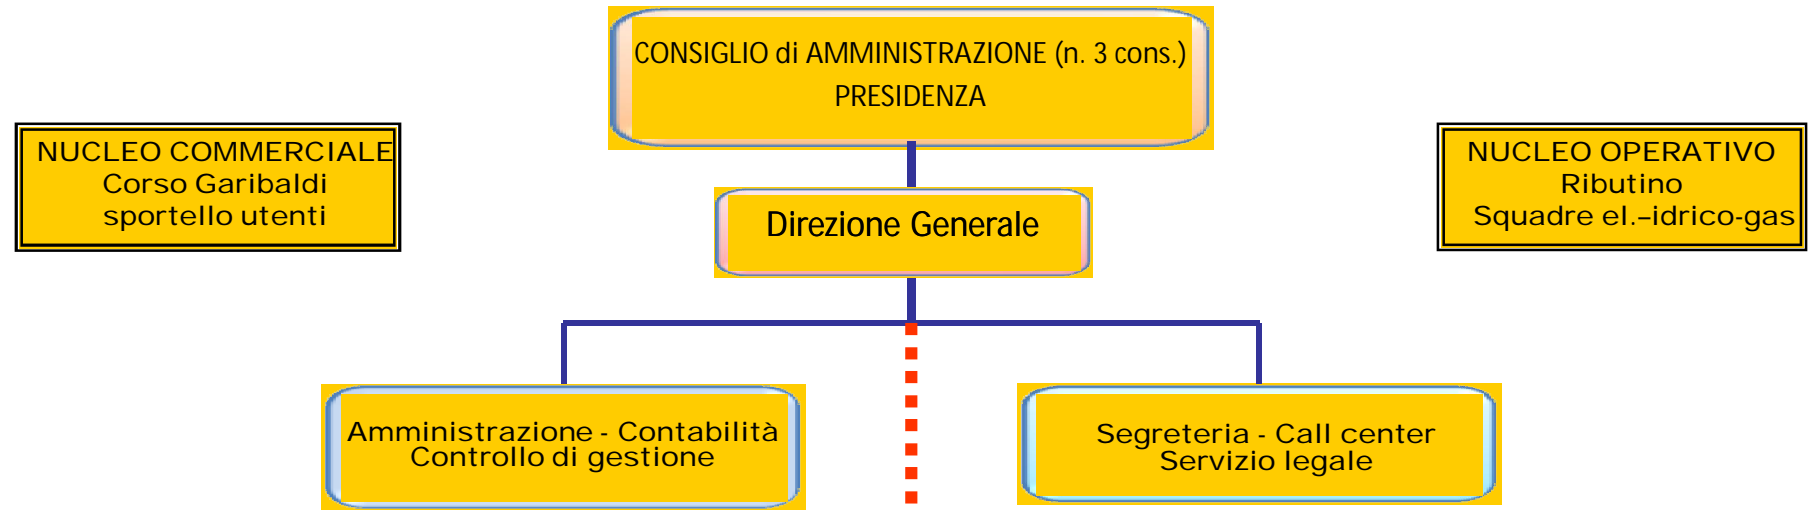 CONSIGLIO di AMMINISTRAZIONE (n. 3 cons.)
PRESIDENZA
NUCLEO COMMERCIALE
Corso Garibaldi
sportello utenti
NUCLEO OPERATIVO
Ributino
Squadre el.–idrico-gas
Direzione Generale
Amministrazione - Contabilità
Controllo di gestione
Segreteria - Call center
Servizio legale